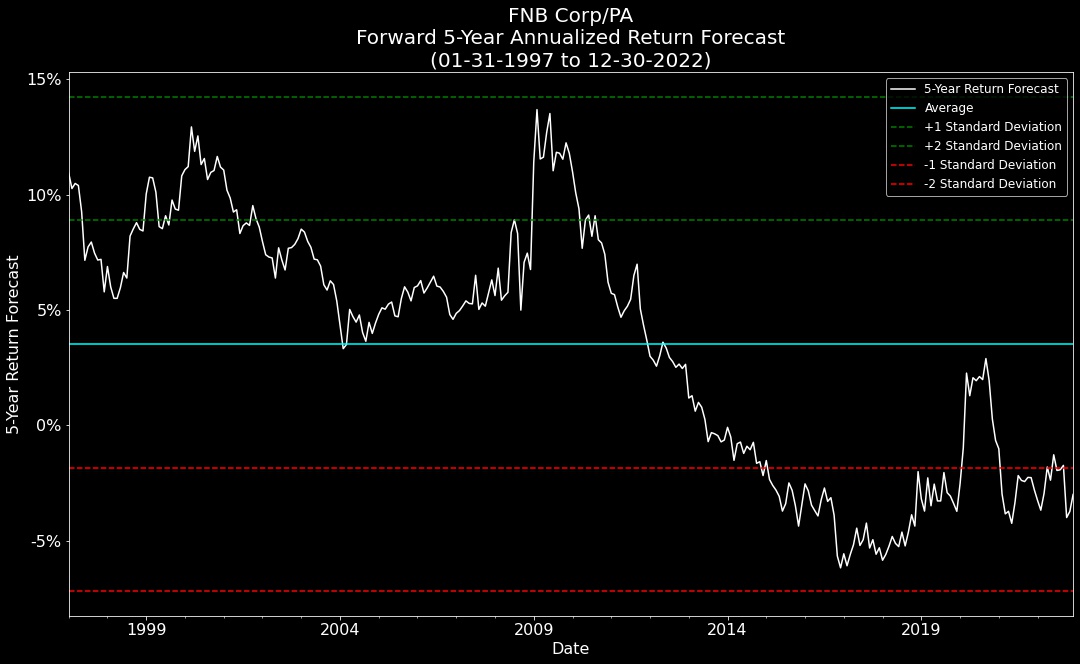 FNB Corp/PA
Forward 5-Year Annualized Return Forecast
(01-31-1997 to 12-30-2022)
15%
10%
5%
0%
-5%
5-Year Return Forecast
5-Year Return Forecast
Average
+1 Standard Deviation
+2 Standard Deviation
-1 Standard Deviation
-2 Standard Deviation
1999 2004 2009 2014 2019
Date